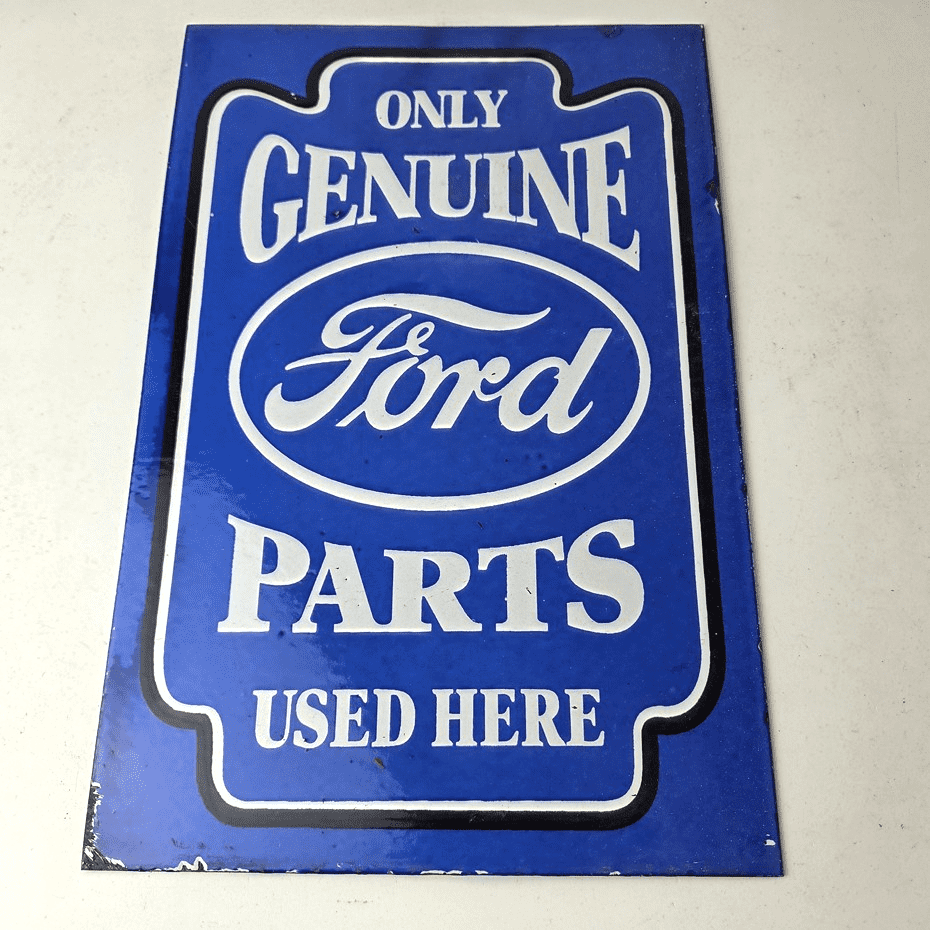 ONLY
GENUINE
Ford
PARTS
USED HERE